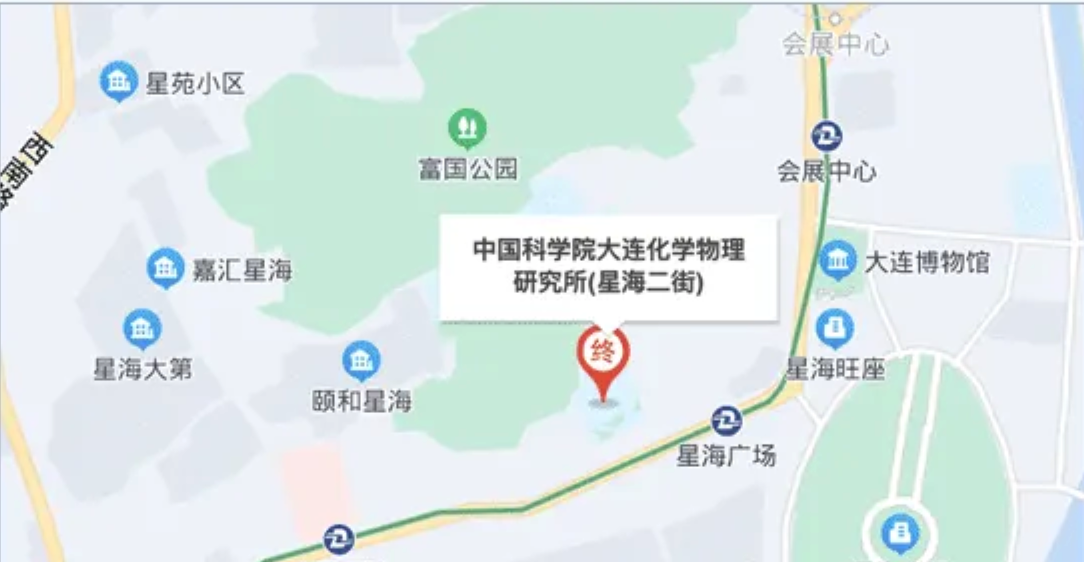 会展中心
星苑小区
会展中心
富国公园
西南路
中国科学院大连化学物理
研究所(星海二街)
大连博物馆
嘉汇星海
终
星海大第
星海旺座
颐和星海
星海广场